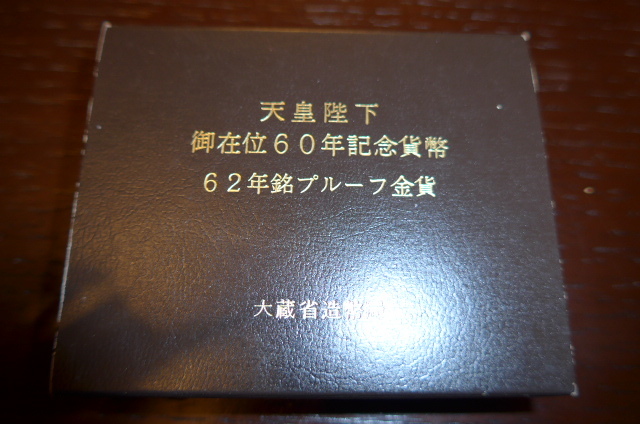 天皇陛下
御在位６０年記念貨幣
６２年銘プルーフ金貨
大蔵省造幣